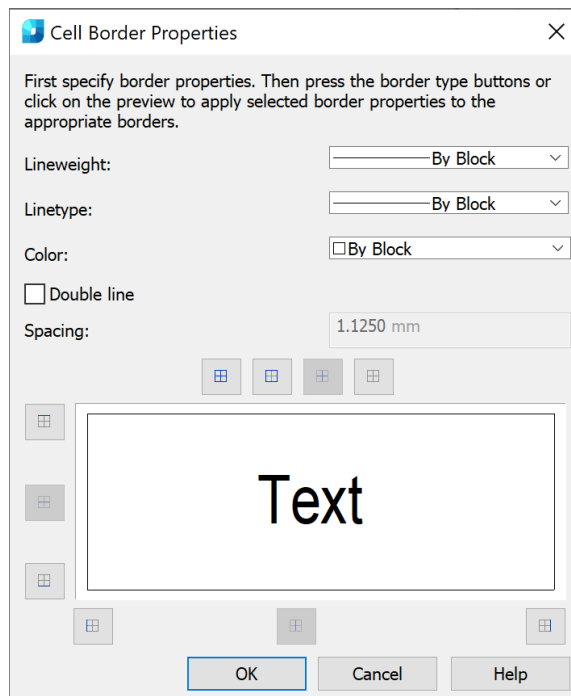 Cell Border Properties
First specify border properties. Then press the border type buttons or
click on the preview to apply selected border properties to the
appropriate borders.
Lineweight:
By Block
Linetype:
By Block
Color:
By Block
Double line
Spacing:
1.1250 mm
Text
OK
Cancel
Help